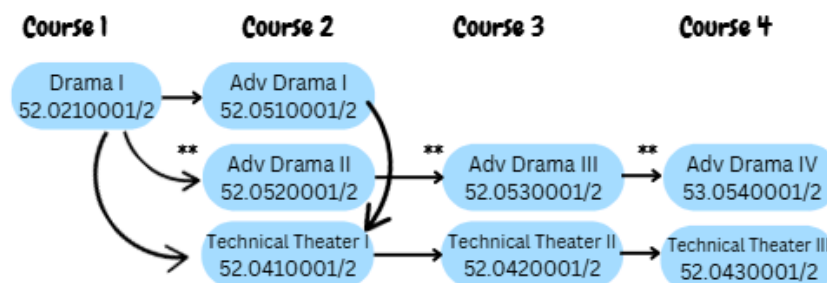 Course 1 Course 2 Course 3 Course 4
Drama I Adv Drama I
52.0210001/2 52.0510001/2
** ** **
Adv Drama II Adv Drama III Adv Drama IV
52.0520001/2 52.0530001/2 53.0540001/2
Technical Theater I Technical Theater II Technical Theater III
52.0410001/2 52.0420001/2 52.0430001/2